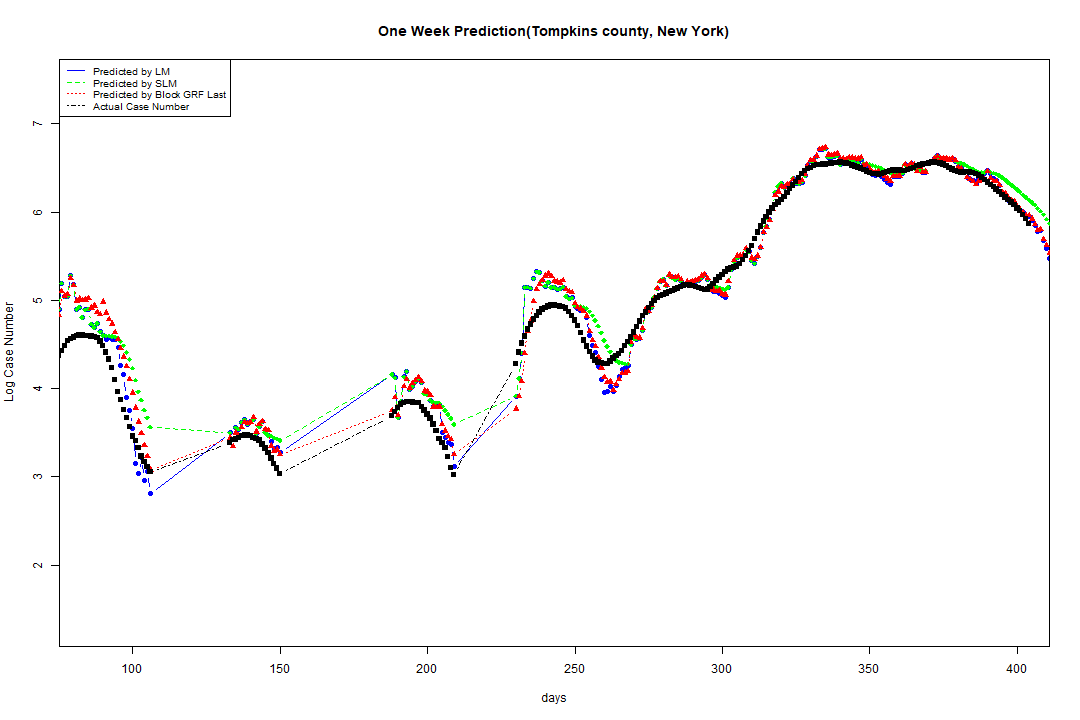 One Week Prediction(Tompkins county, New York)
Predicted by LM
Predicted by SLM
Predicted by Block GRF Last
Actual Case Number
Log Case Number
7
6
5
4
3
2
100 150 200 250 300 350 400
days